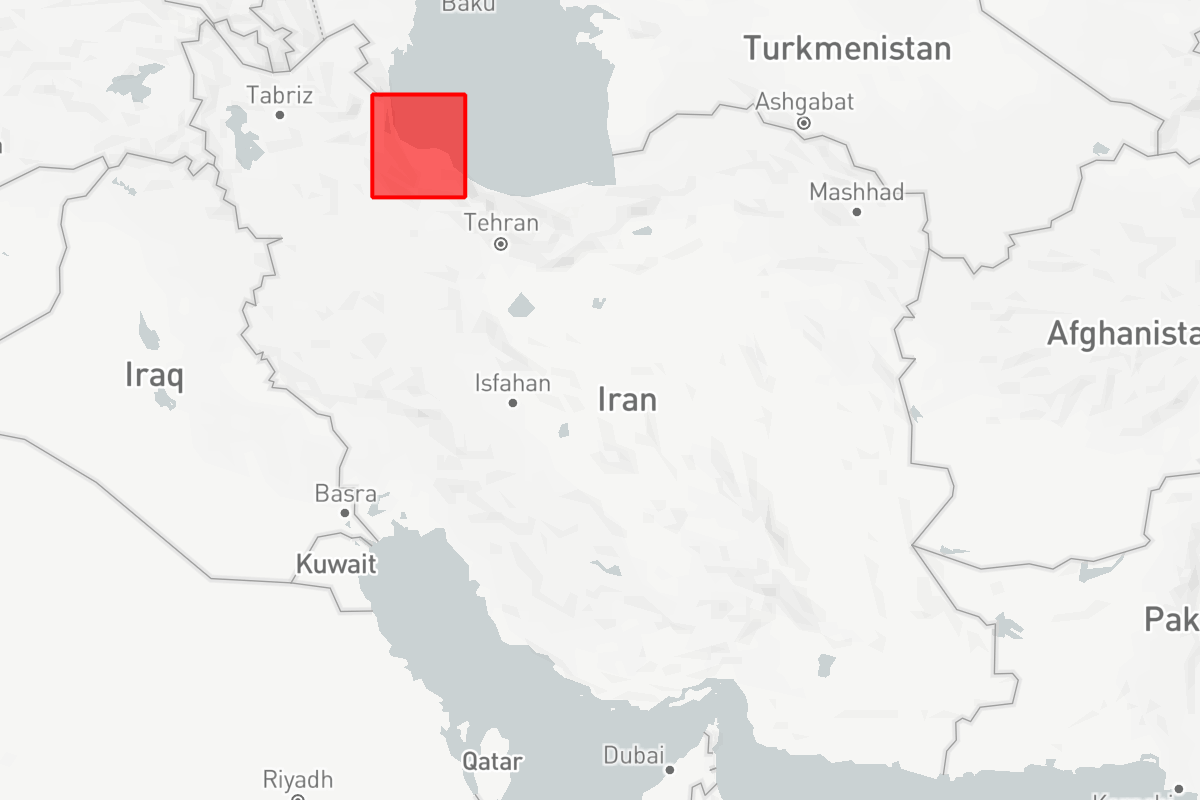 Baku
Turkmenistan
Tabriz
Ashgabat
Mashhad
Tehran
Afghanista
Iraq
Isfahan
Iran
Basra
Kuwait
Pak
Qatar
Dubai
Riyadh